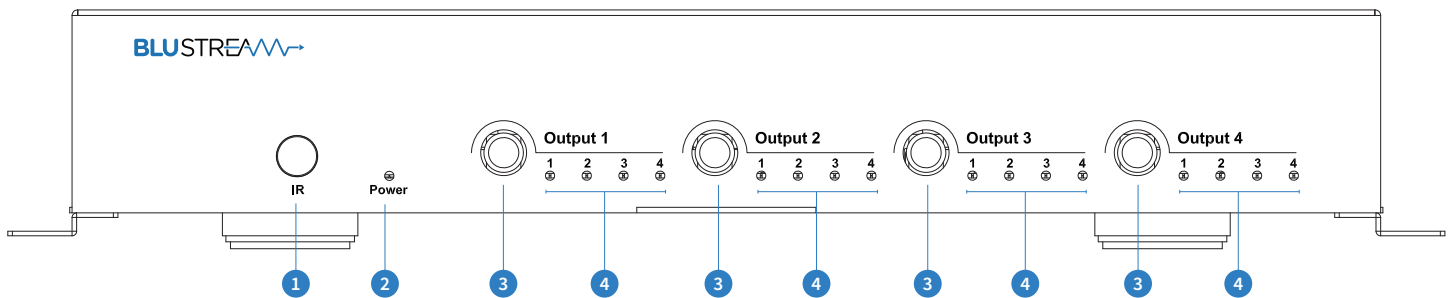 BLUSTREAM
Output 1
Output 2
Output 3
Output 4
1 2 3 4
1 2 3 4
1 2 3 4
1 2 3 4
IR
Power
1 2 3 4 3 4 3 4 3 4